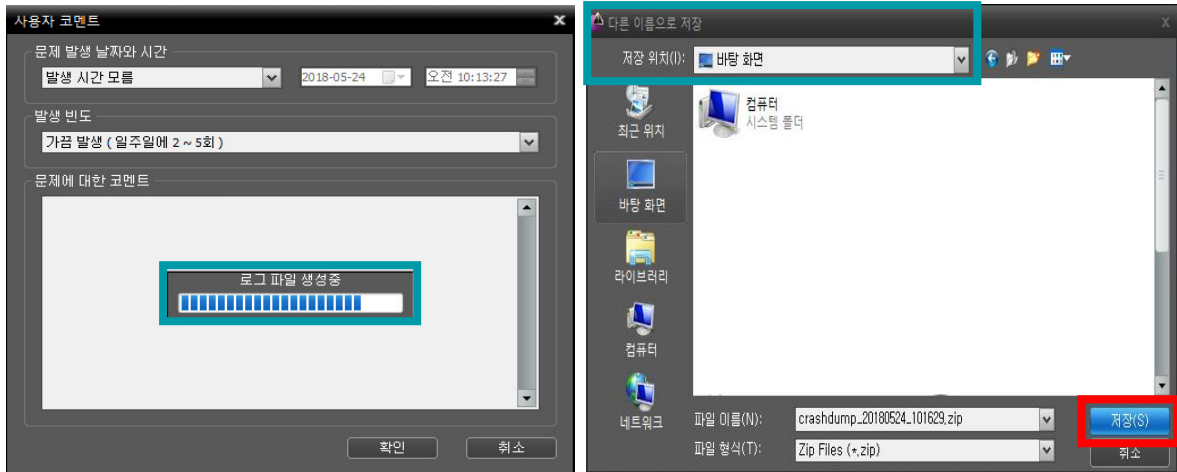 사용자 코멘트
문제 발생 날짜와 시간
발생 시간 모름
2018-05-24
오전 10:13:27
발생 빈도
가끔 발생 ( 일주일에 2 ~ 5회 )
문제에 대한 코멘트
로그 파일 생성중
확인
취소
다른 이름으로 저장
저장 위치(I):
바탕 화면
최근 위치
바탕 화면
라이브러리
컴퓨터
네트워크
컴퓨터
시스템 폴더
파일 이름(N):
crashdump_20180524_101629.zip
저장(S)
파일 형식(T):
Zip Files (*.zip)
취소